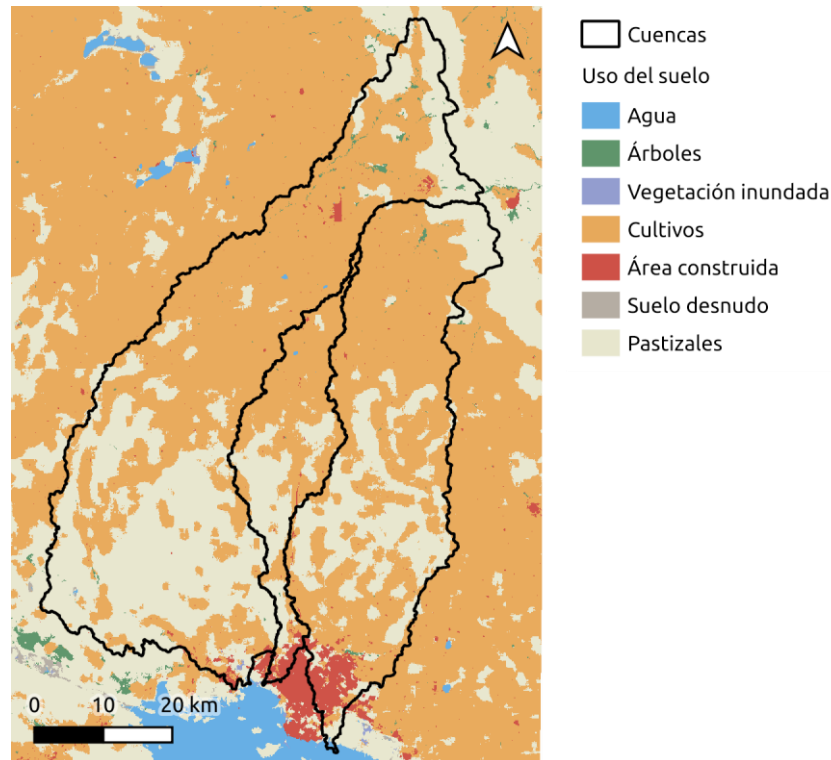 Cuencas
Uso del suelo
Agua
Árboles
Vegetación inundada
Cultivos
Área construida
Suelo desnudo
Pastizales
0 10 20 km